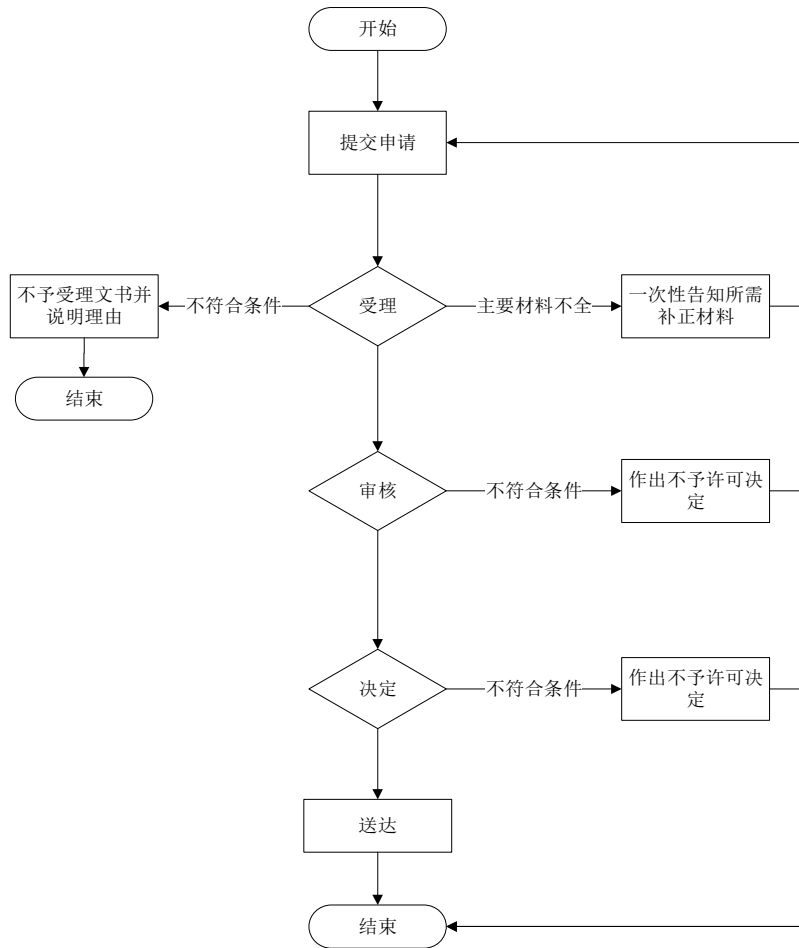 开始
提交申请
不予受理文书并
说明理由
不符合条件
受理
主要材料不全
一次性告知所需
补正材料
结束
审核
不符合条件
作出不予许可决
定
决定
不符合条件
作出不予许可决
定
送达
结束